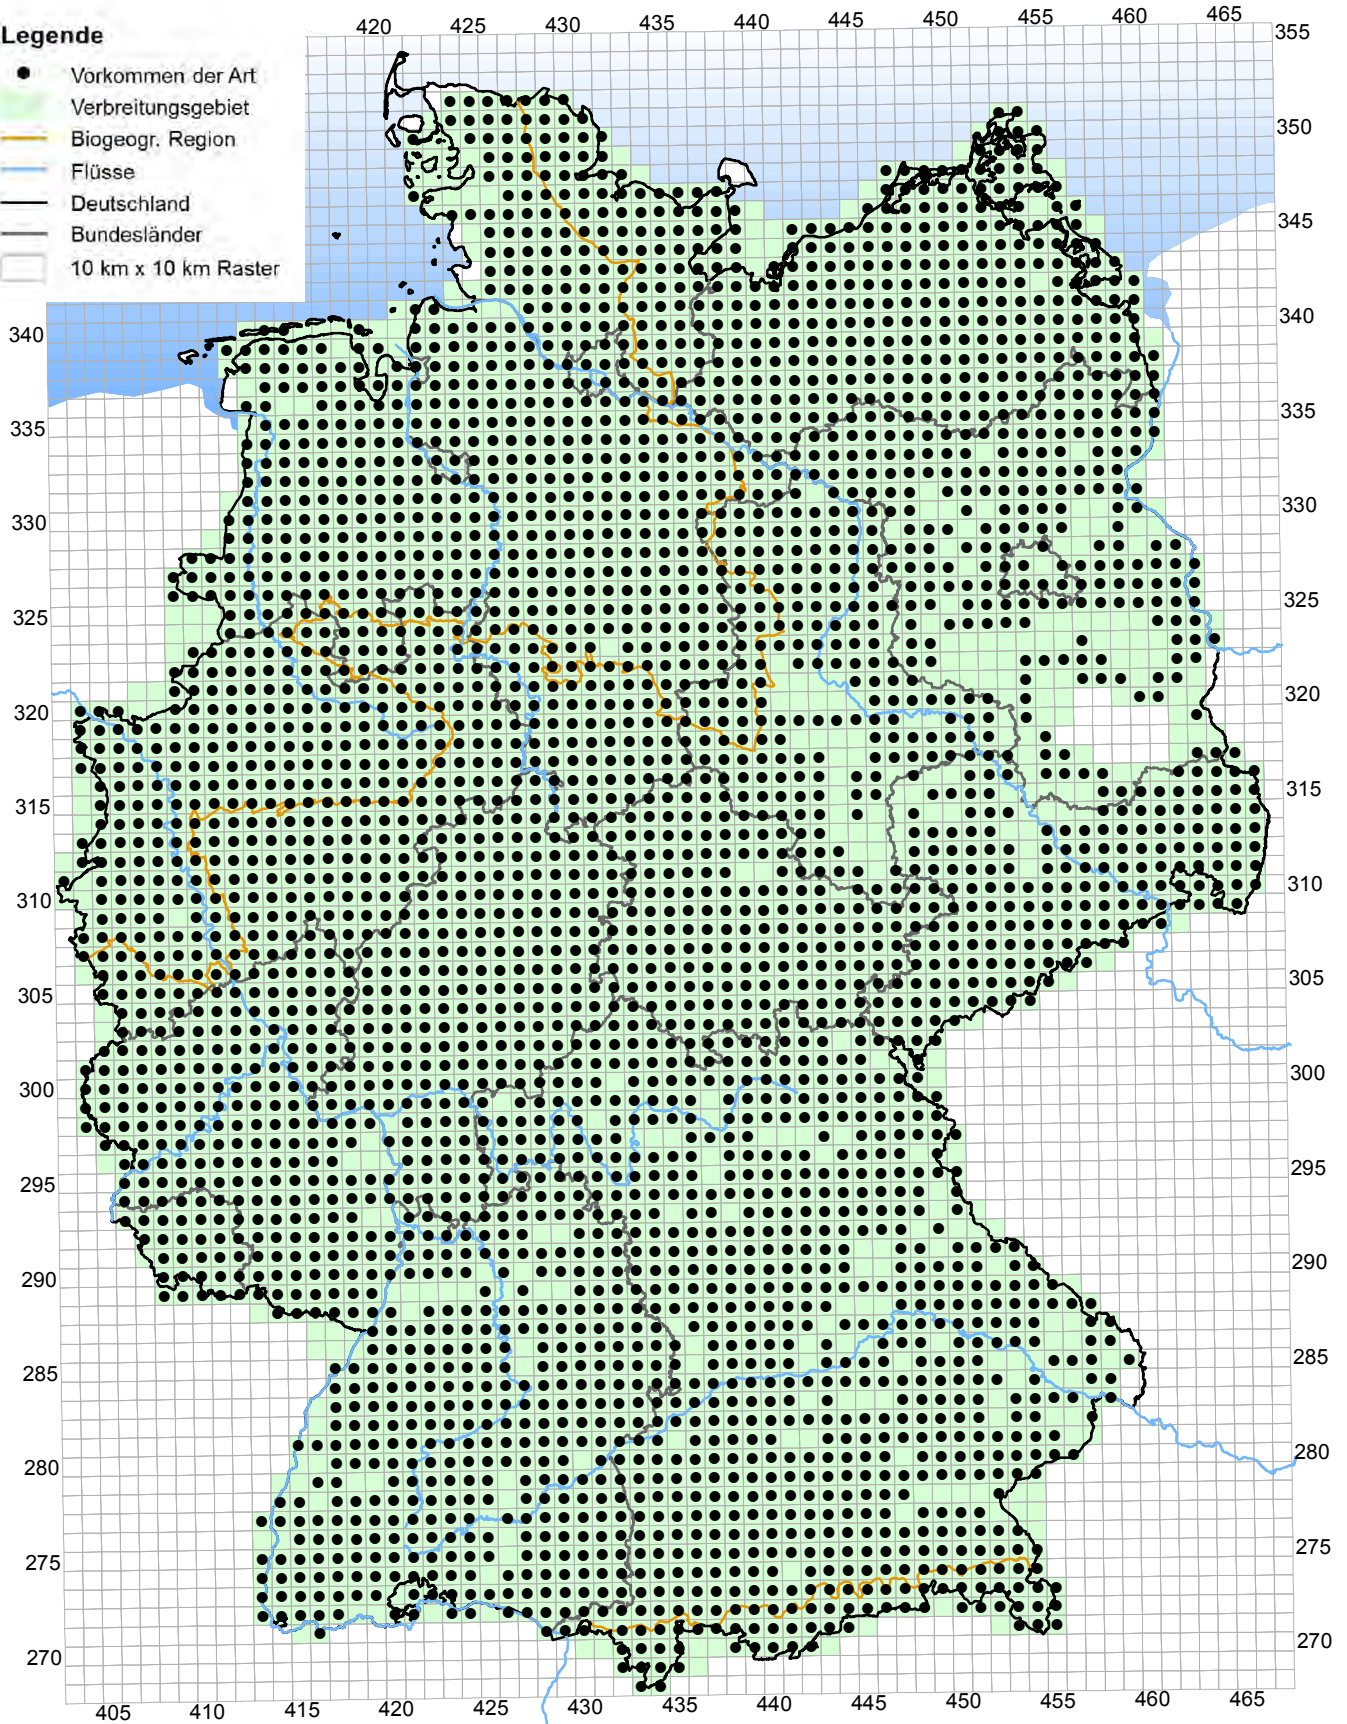 420 425 430 435 440 445 450 455 460 465
355
Legende
Vorkommen der Art
Verbreitungsgebiet
Biogeogr. Region
Flüsse
Deutschland
Bundesländer
10 km x 10 km Raster
350
345
340 340
335 335
330 330
325 325
320 320
315 315
310 310
305 305
300 300
295 295
290 290
285 285
280 280
275 275
270 270
405 410 415 420 425 430 435 440 445 450 455 460 465